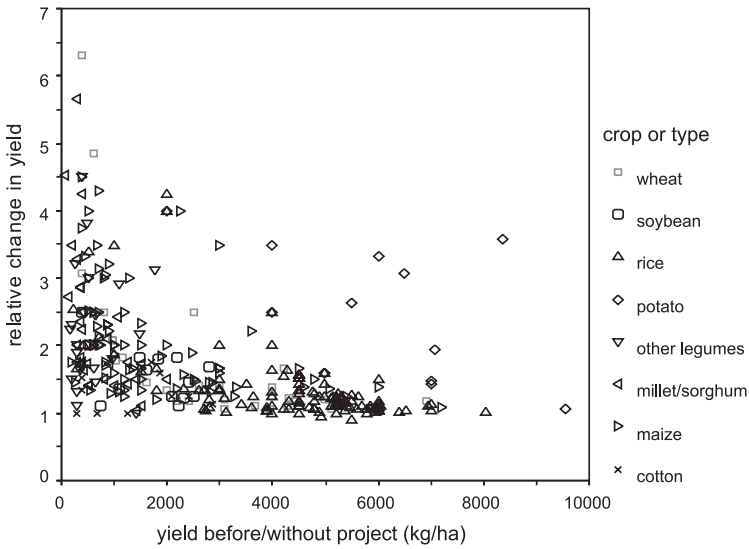 7
6
5
4
3
2
1
0
relative change in yield
0
2000
4000
6000
8000
10000
yield before/without project (kg/ha)
crop or type
wheat
soybean
rice
potato
other legumes
millet/sorghum
maize
cotton